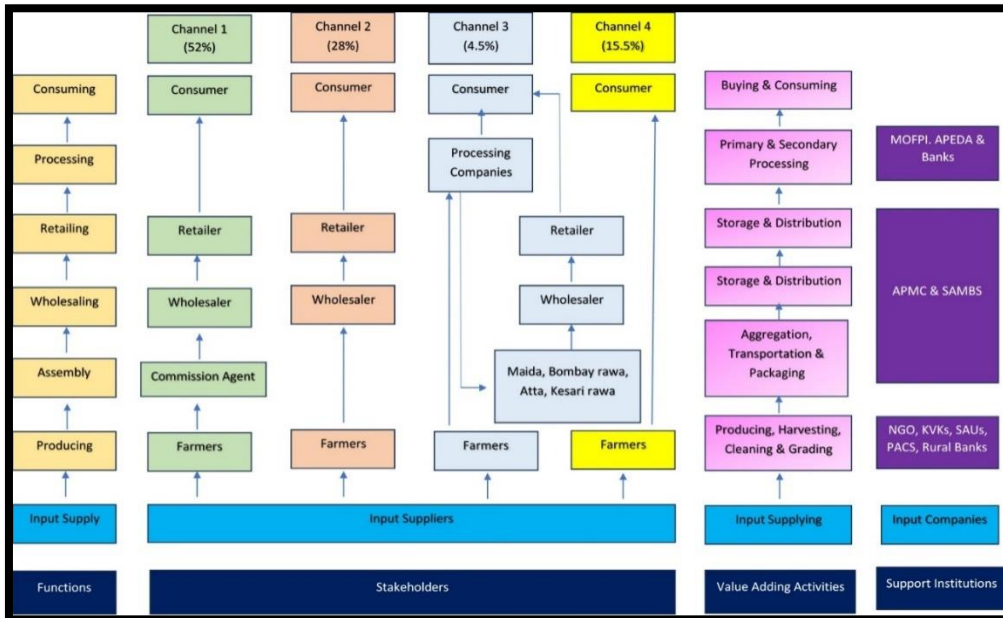 Channel 1
(52%)
Channel 2
(28%)
Channel 3
(4.5%)
Channel 4
(15.5%)
Consuming
Consumer
Consumer
Consumer
Consumer
Buying & Consuming
Processing
Processing
Companies
Primary & Secondary
Processing
MOFPI. APEDA &
Banks
Retailing
Retailer
Retailer
Retailer
Storage & Distribution
Wholesaling
Wholesaler
Wholesaler
Wholesaler
Storage & Distribution
APMC & SAMBS
Assembly
Commission Agent
Maida, Bombay rawa,
Atta, Kesari rawa
Aggregation,
Transportation &
Packaging
Producing
Farmers
Farmers
Farmers
Farmers
Producing, Harvesting,
Cleaning & Grading
NGO, KVKs, SAUs,
PACS, Rural Banks
Input Supply
Input Suppliers
Input Supplying
Input Companies
Functions
Stakeholders
Value Adding Activities
Support Institutions